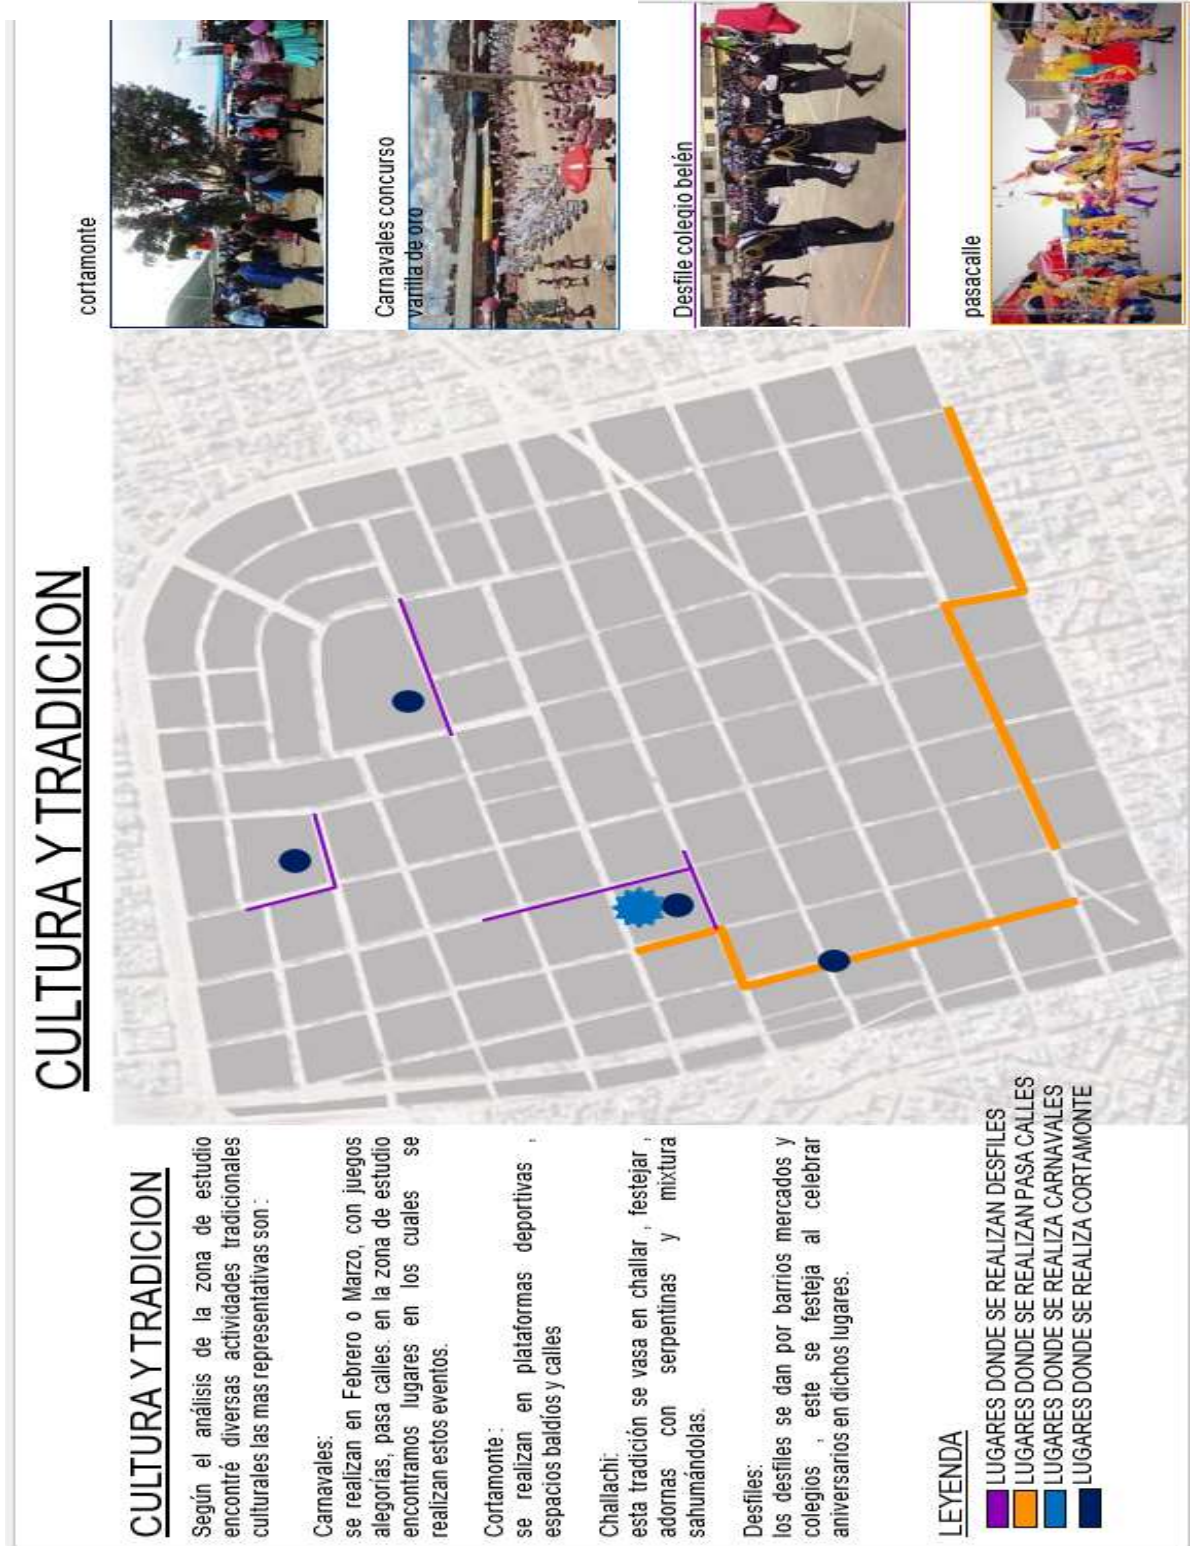 CULTURA Y TRADICION
CULTURA Y TRADICION
Según el análisis de la zona de estudio
encontré diversas actividades tradicionales
culturales las mas representativas son :
Carnavales:
se realizan en Febrero o Marzo, con juegos
alegorías, pasa calles. en la zona de estudio
encontramos lugares en los cuales se
realizan estos eventos.
Cortamonte :
se realizan en plataformas deportivas ,
espacios baldíos y calles
Challachi:
esta tradición se vasa en challar , festejar ,
adornas con serpentinas y mixtura
sahumándolas.
Desfiles:
los desfiles se dan por barrios mercados y
colegios , este se festeja al celebrar
aniversarios en dichos lugares.
LEYENDA
LUGARES DONDE SE REALIZAN DESFILES
LUGARES DONDE SE REALIZAN PASA CALLES
LUGARES DONDE SE REALIZA CARNAVALES
LUGARES DONDE SE REALIZA CORTAMONTE
cortamonte
Carnavales concurso
varilla de oro
Desfile colegio belén
pasacalle